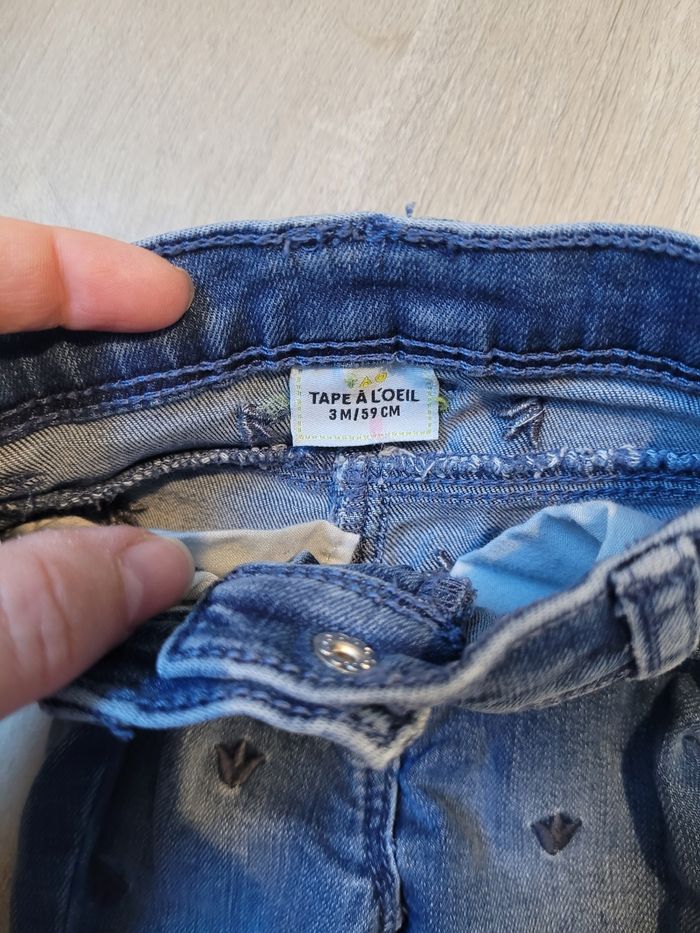 TAPE À L'OEIL
3 M/59 CM